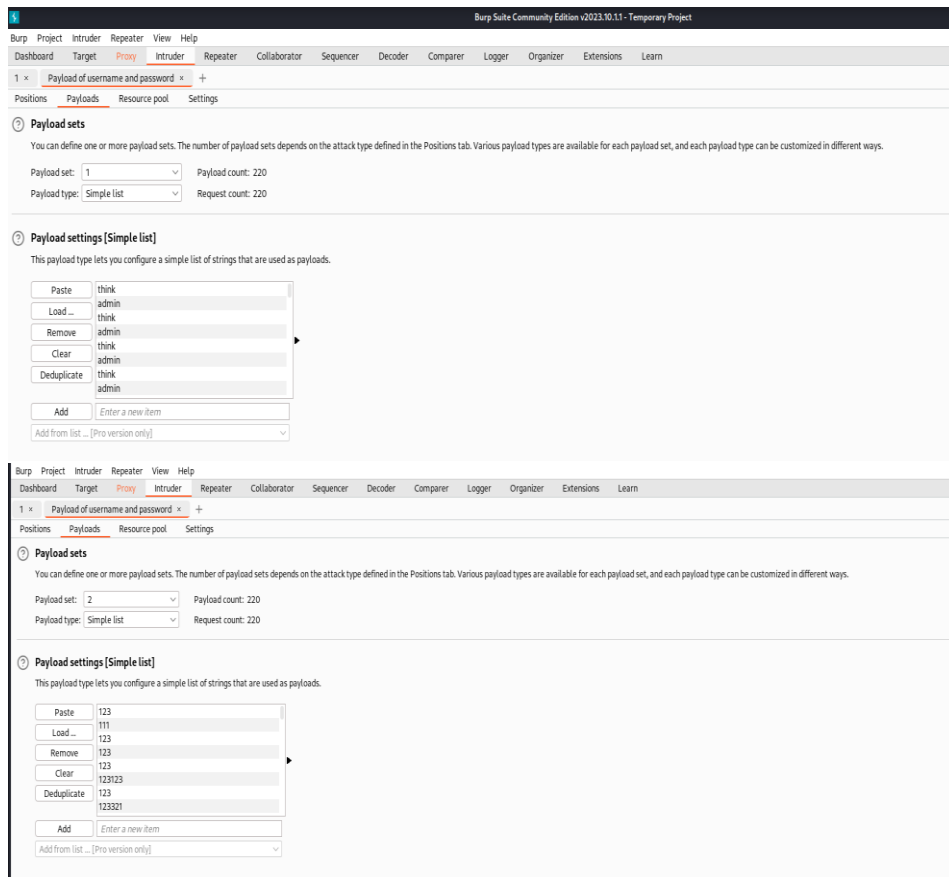 Burp Suite Community Edition v2023.10.1.1 - Temporary Project
Burp Project Intruder Repeater View Help
Dashboard Target Proxy Intruder Repeater Collaborator Sequencer Decoder Comparer Logger Organizer Extensions Learn
1 × Payload of username and password × +
Positions Payloads Resource pool Settings
? Payload sets
You can define one or more payload sets. The number of payload sets depends on the attack type defined in the Positions tab. Various payload types are available for each payload set, and each payload type can be customized in different ways.
Payload set: 1 Payload count: 220
Payload type: Simple list Request count: 220
? Payload settings [Simple list]
This payload type lets you configure a simple list of strings that are used as payloads.
Paste
Load ...
Remove
Clear
Deduplicate
think
admin
think
admin
think
admin
think
admin
Add Enter a new item
Add from list ... [Pro version only]
Burp Project Intruder Repeater View Help
Dashboard Target Proxy Intruder Repeater Collaborator Sequencer Decoder Comparer Logger Organizer Extensions Learn
1 × Payload of username and password × +
Positions Payloads Resource pool Settings
? Payload sets
You can define one or more payload sets. The number of payload sets depends on the attack type defined in the Positions tab. Various payload types are available for each payload set, and each payload type can be customized in different ways.
Payload set: 2 Payload count: 220
Payload type: Simple list Request count: 220
? Payload settings [Simple list]
This payload type lets you configure a simple list of strings that are used as payloads.
Paste
Load ...
Remove
Clear
Deduplicate
123
111
123
123
123
123123
123
123321
Add Enter a new item
Add from list ... [Pro version only]